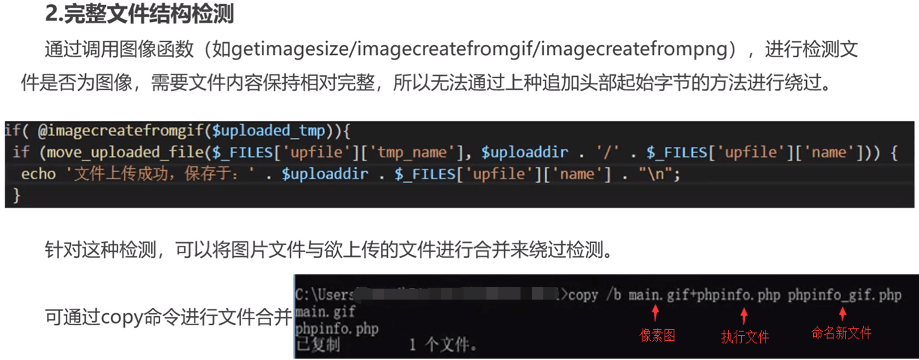 2.完整文件结构检测
通过调用图像函数（如getimagesize/imagecreatefromgif/imagecreatefrompng），进行检测文
件是否为图像，需要文件内容保持相对完整，所以无法通过上种追加头部起始字节的方法进行绕过。
if( @imagecreatefromgif($uploaded_tmp)){
if (move_uploaded_file($_FILES['upfile']['tmp_name'], $uploaddir . '/' . $_FILES['upfile']['name'])) {
echo '文件上传成功，保存于：' . $uploaddir . $_FILES['upfile']['name'] . "\n";
}
针对这种检测，可以将图片文件与欲上传的文件进行合并来绕过检测。
可通过copy命令进行文件合并
C:\Users
>copy /b main.gif+phpinfo.php phpinfo_gif.php
main.gif
phpinfo.php
已复制 1 个文件。
像素图 执行文件 命名新文件